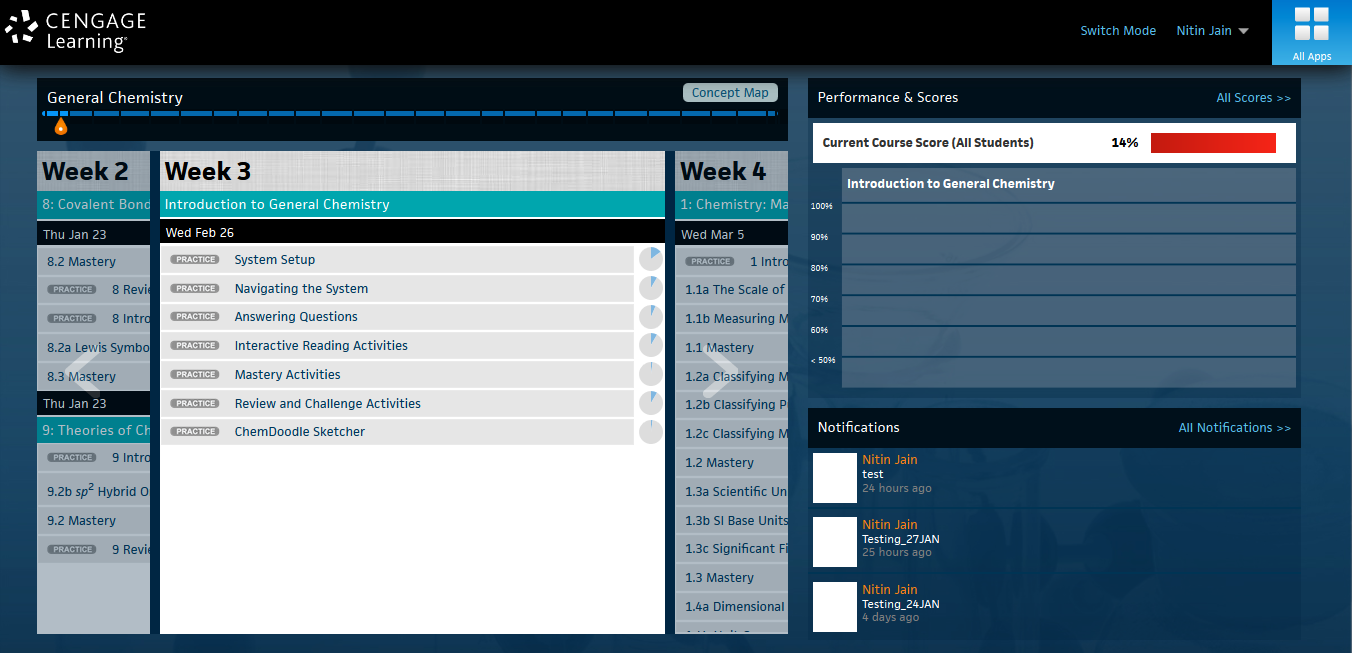 CENGAGE
Learning®
Switch Mode
Nitin Jain
All Apps
General Chemistry
Concept Map
Week 2
8: Covalent Bond
Thu Jan 23
8.2 Mastery
PRACTICE 8 Revie
PRACTICE 8 Intro
8.2a Lewis Symbo
8.3 Mastery
Thu Jan 23
9: Theories of Ch
PRACTICE 9 Intro
9.2b sp² Hybrid O
9.2 Mastery
PRACTICE 9 Revie
Week 3
Introduction to General Chemistry
Wed Feb 26
PRACTICE System Setup
PRACTICE Navigating the System
PRACTICE Answering Questions
PRACTICE Interactive Reading Activities
PRACTICE Mastery Activities
PRACTICE Review and Challenge Activities
PRACTICE ChemDoodle Sketcher
Week 4
1: Chemistry: Ma
Wed Mar 5
PRACTICE 1 Intro
1.1a The Scale of
1.1b Measuring M
1.1 Mastery
1.2a Classifying M
1.2b Classifying P
1.2c Classifying M
1.2 Mastery
1.3a Scientific Un
1.3b SI Base Units
1.3c Significant Fi
1.3 Mastery
1.4a Dimensional
Performance & Scores
All Scores >>
Current Course Score (All Students) 14%
Introduction to General Chemistry
100%
90%
80%
70%
60%
< 50%
Notifications
All Notifications >>
Nitin Jain
test
24 hours ago
Nitin Jain
Testing_27JAN
25 hours ago
Nitin Jain
Testing_24JAN
4 days ago